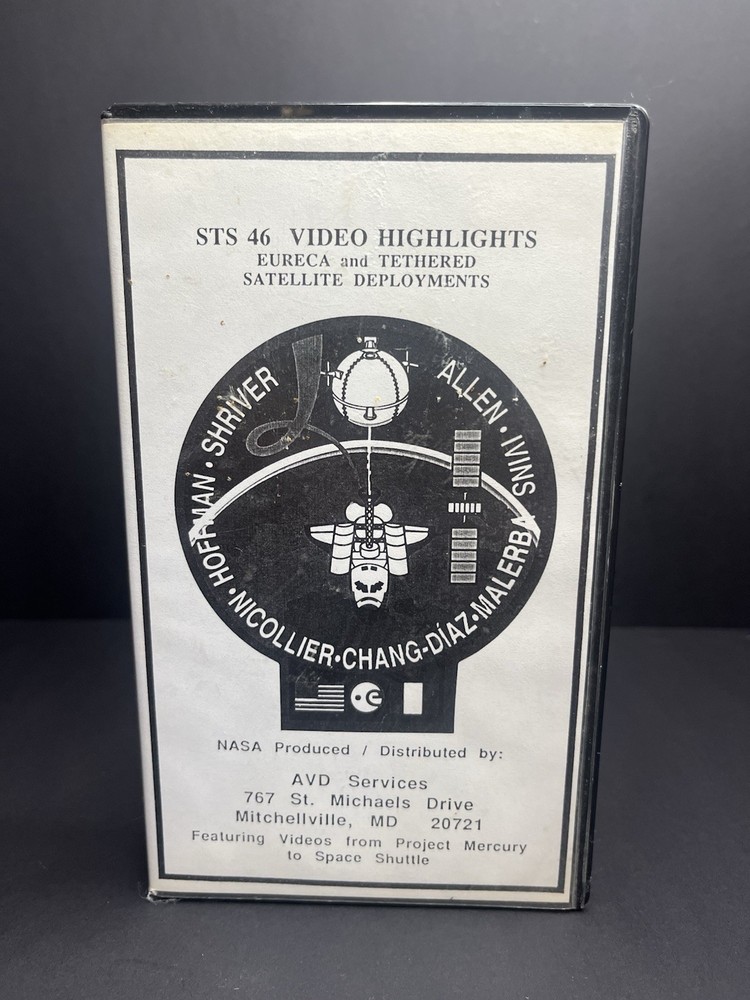 STS 46 VIDEO HIGHLIGHTS
EURECA and TETHERED
SATELLITE DEPLOYMENTS
HOFFMAN • SHRIVER
ALLEN • IVINS
NICOLLIER • CHANG-DÍAZ • MALERBA
NASA Produced / Distributed by:
AVD Services
767 St. Michaels Drive
Mitchellville, MD 20721
Featuring Videos from Project Mercury
to Space Shuttle